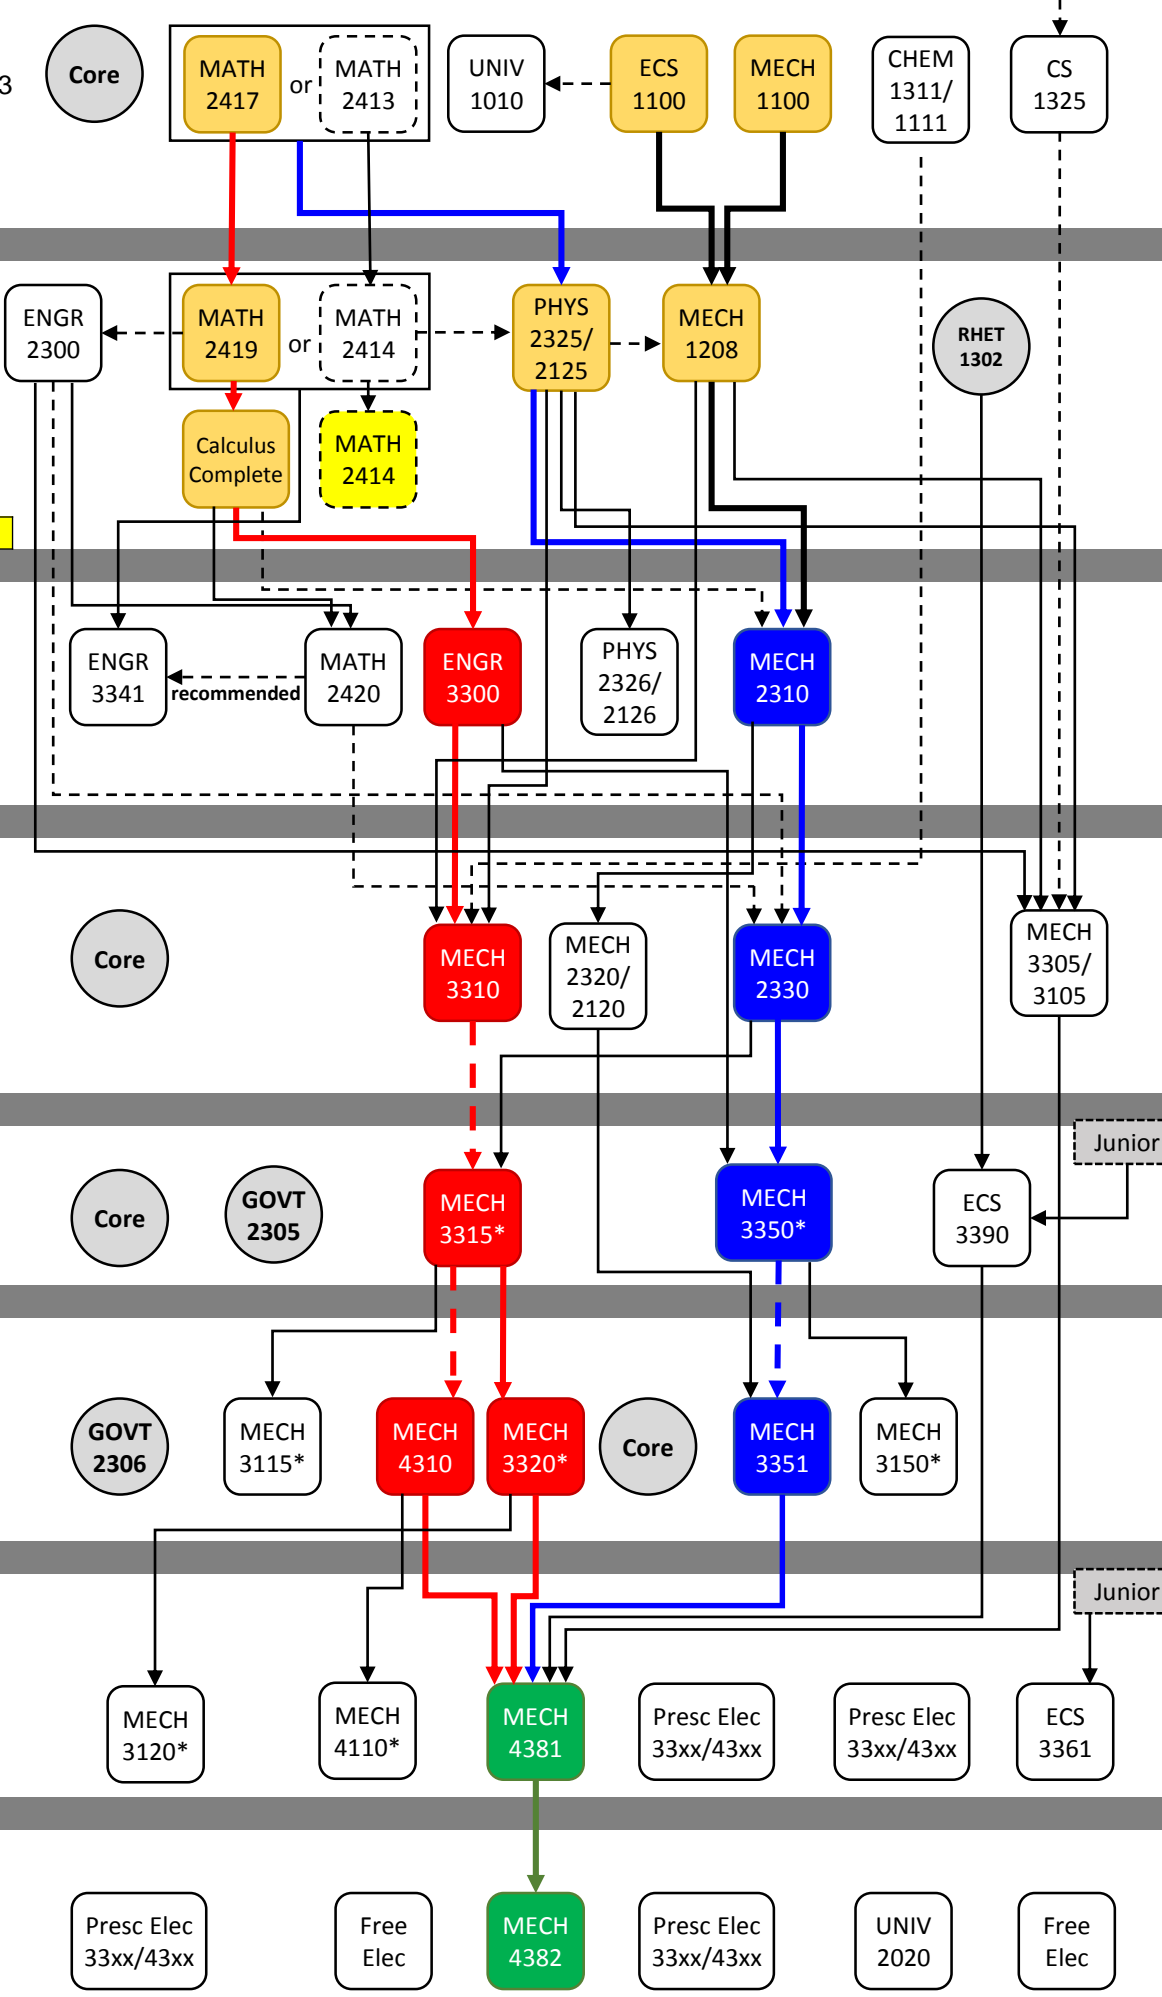 3
Core
MATH
2417
or
MATH
2413
UNIV
1010
ECS
1100
MECH
1100
CHEM
1311/
1111
CS
1325
ENGR
2300
MATH
2419
or
MATH
2414
PHYS
2325/
2125
MECH
1208
RHET
1302
Calculus
Complete
MATH
2414
ENGR
3341
recommended
MATH
2420
ENGR
3300
PHYS
2326/
2126
MECH
2310
Core
MECH
3310
MECH
2320/
2120
MECH
2330
MECH
3305/
3105
Junior
Core
GOVT
2305
MECH
3315*
MECH
3350*
ECS
3390
GOVT
2306
MECH
3115*
MECH
4310
MECH
3320*
Core
MECH
3351
MECH
3150*
Junior
MECH
3120*
MECH
4110*
MECH
4381
Presc Elec
33xx/43xx
Presc Elec
33xx/43xx
ECS
3361
Presc Elec
33xx/43xx
Free
Elec
MECH
4382
Presc Elec
33xx/43xx
UNIV
2020
Free
Elec